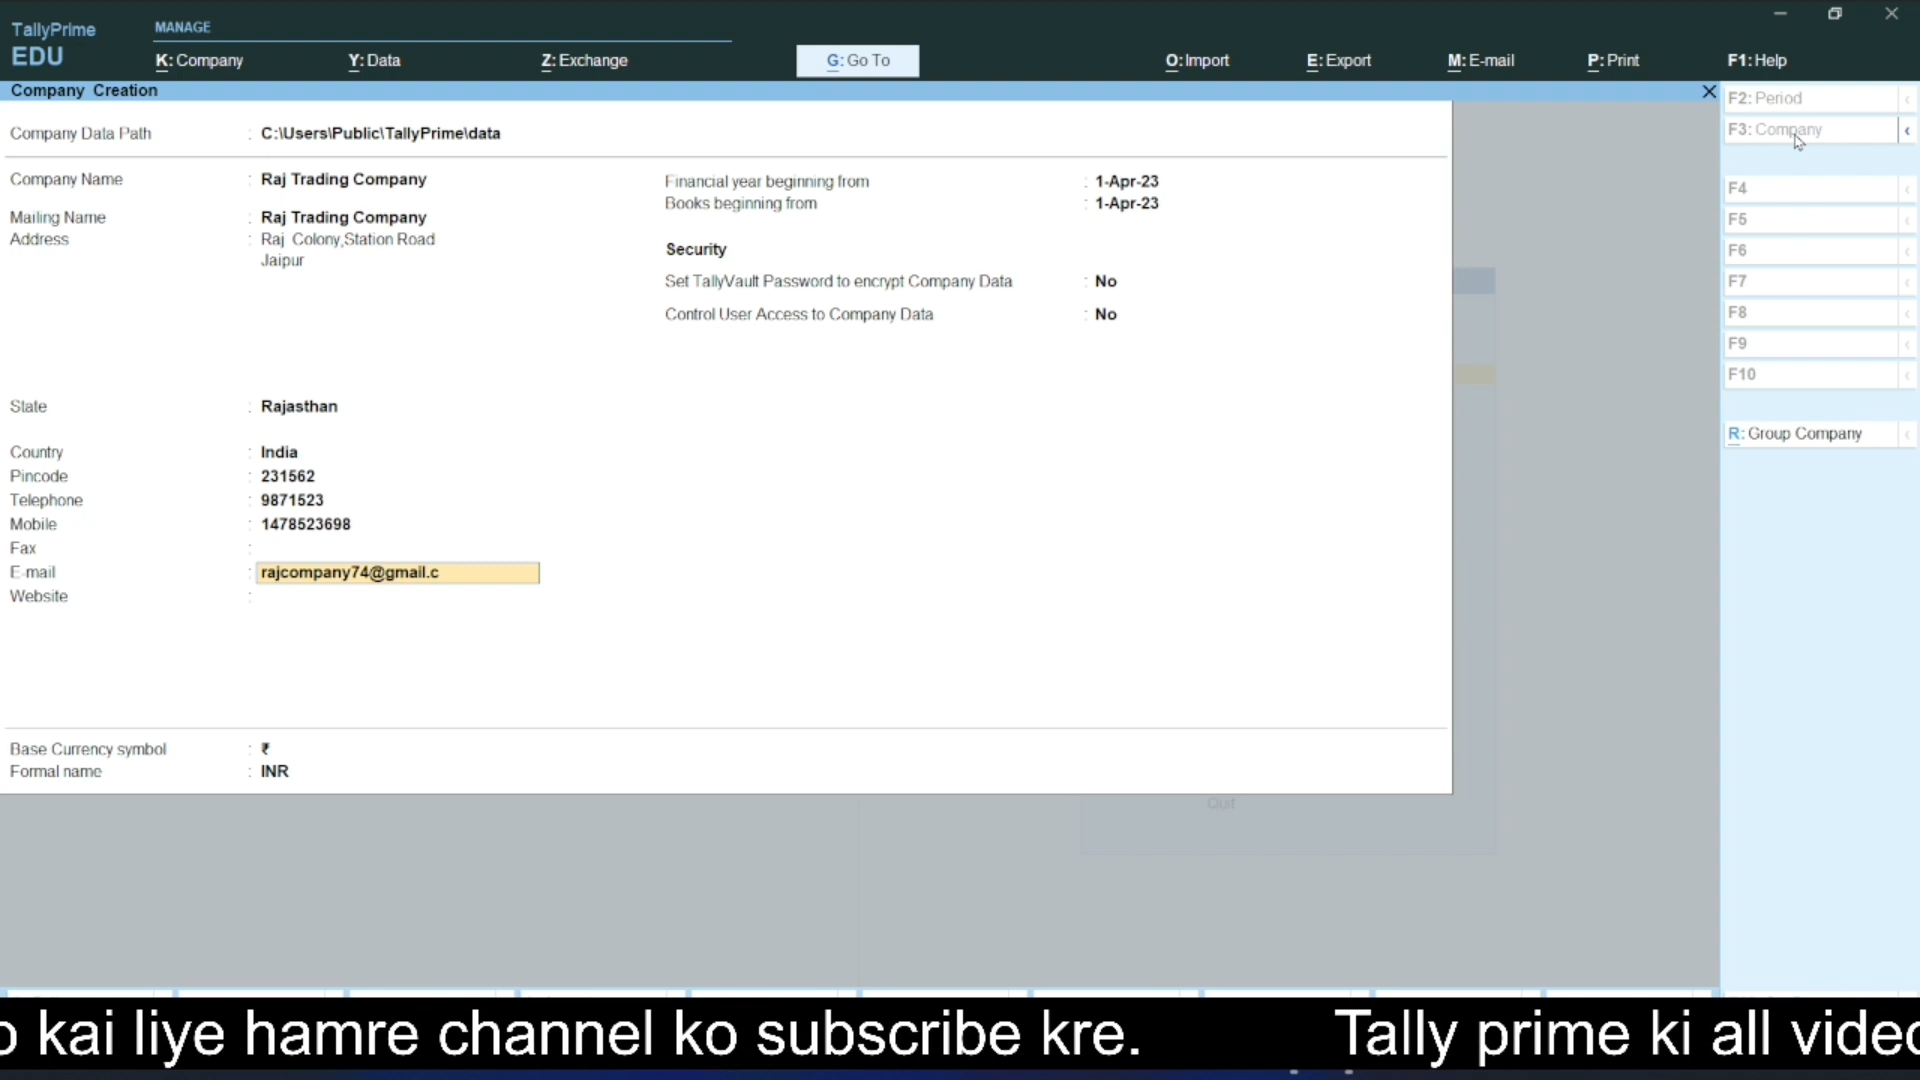 TallyPrime
EDU
MANAGE
K: Company
Y: Data
Z: Exchange
G: Go To
O: Import
E: Export
M: E-mail
P: Print
F1: Help
Company Creation
Company Data Path : C:\Users\Public\TallyPrime\data
Company Name : Raj Trading Company
Mailing Name : Raj Trading Company
Address : Raj Colony,Station Road
Jaipur
State : Rajasthan
Country : India
Pincode : 231562
Telephone : 9871523
Mobile : 1478523698
Fax :
E-mail : rajcompany74@gmail.c
Website :
Financial year beginning from : 1-Apr-23
Books beginning from : 1-Apr-23
Security
Set TallyVault Password to encrypt Company Data : No
Control User Access to Company Data : No
Base Currency symbol : ₹
Formal name : INR
Quit
F2: Period
F3: Company
F4
F5
F6
F7
F8
F9
F10
R: Group Company
o kai liye hamre channel ko subscribe kre. Tally prime ki all video